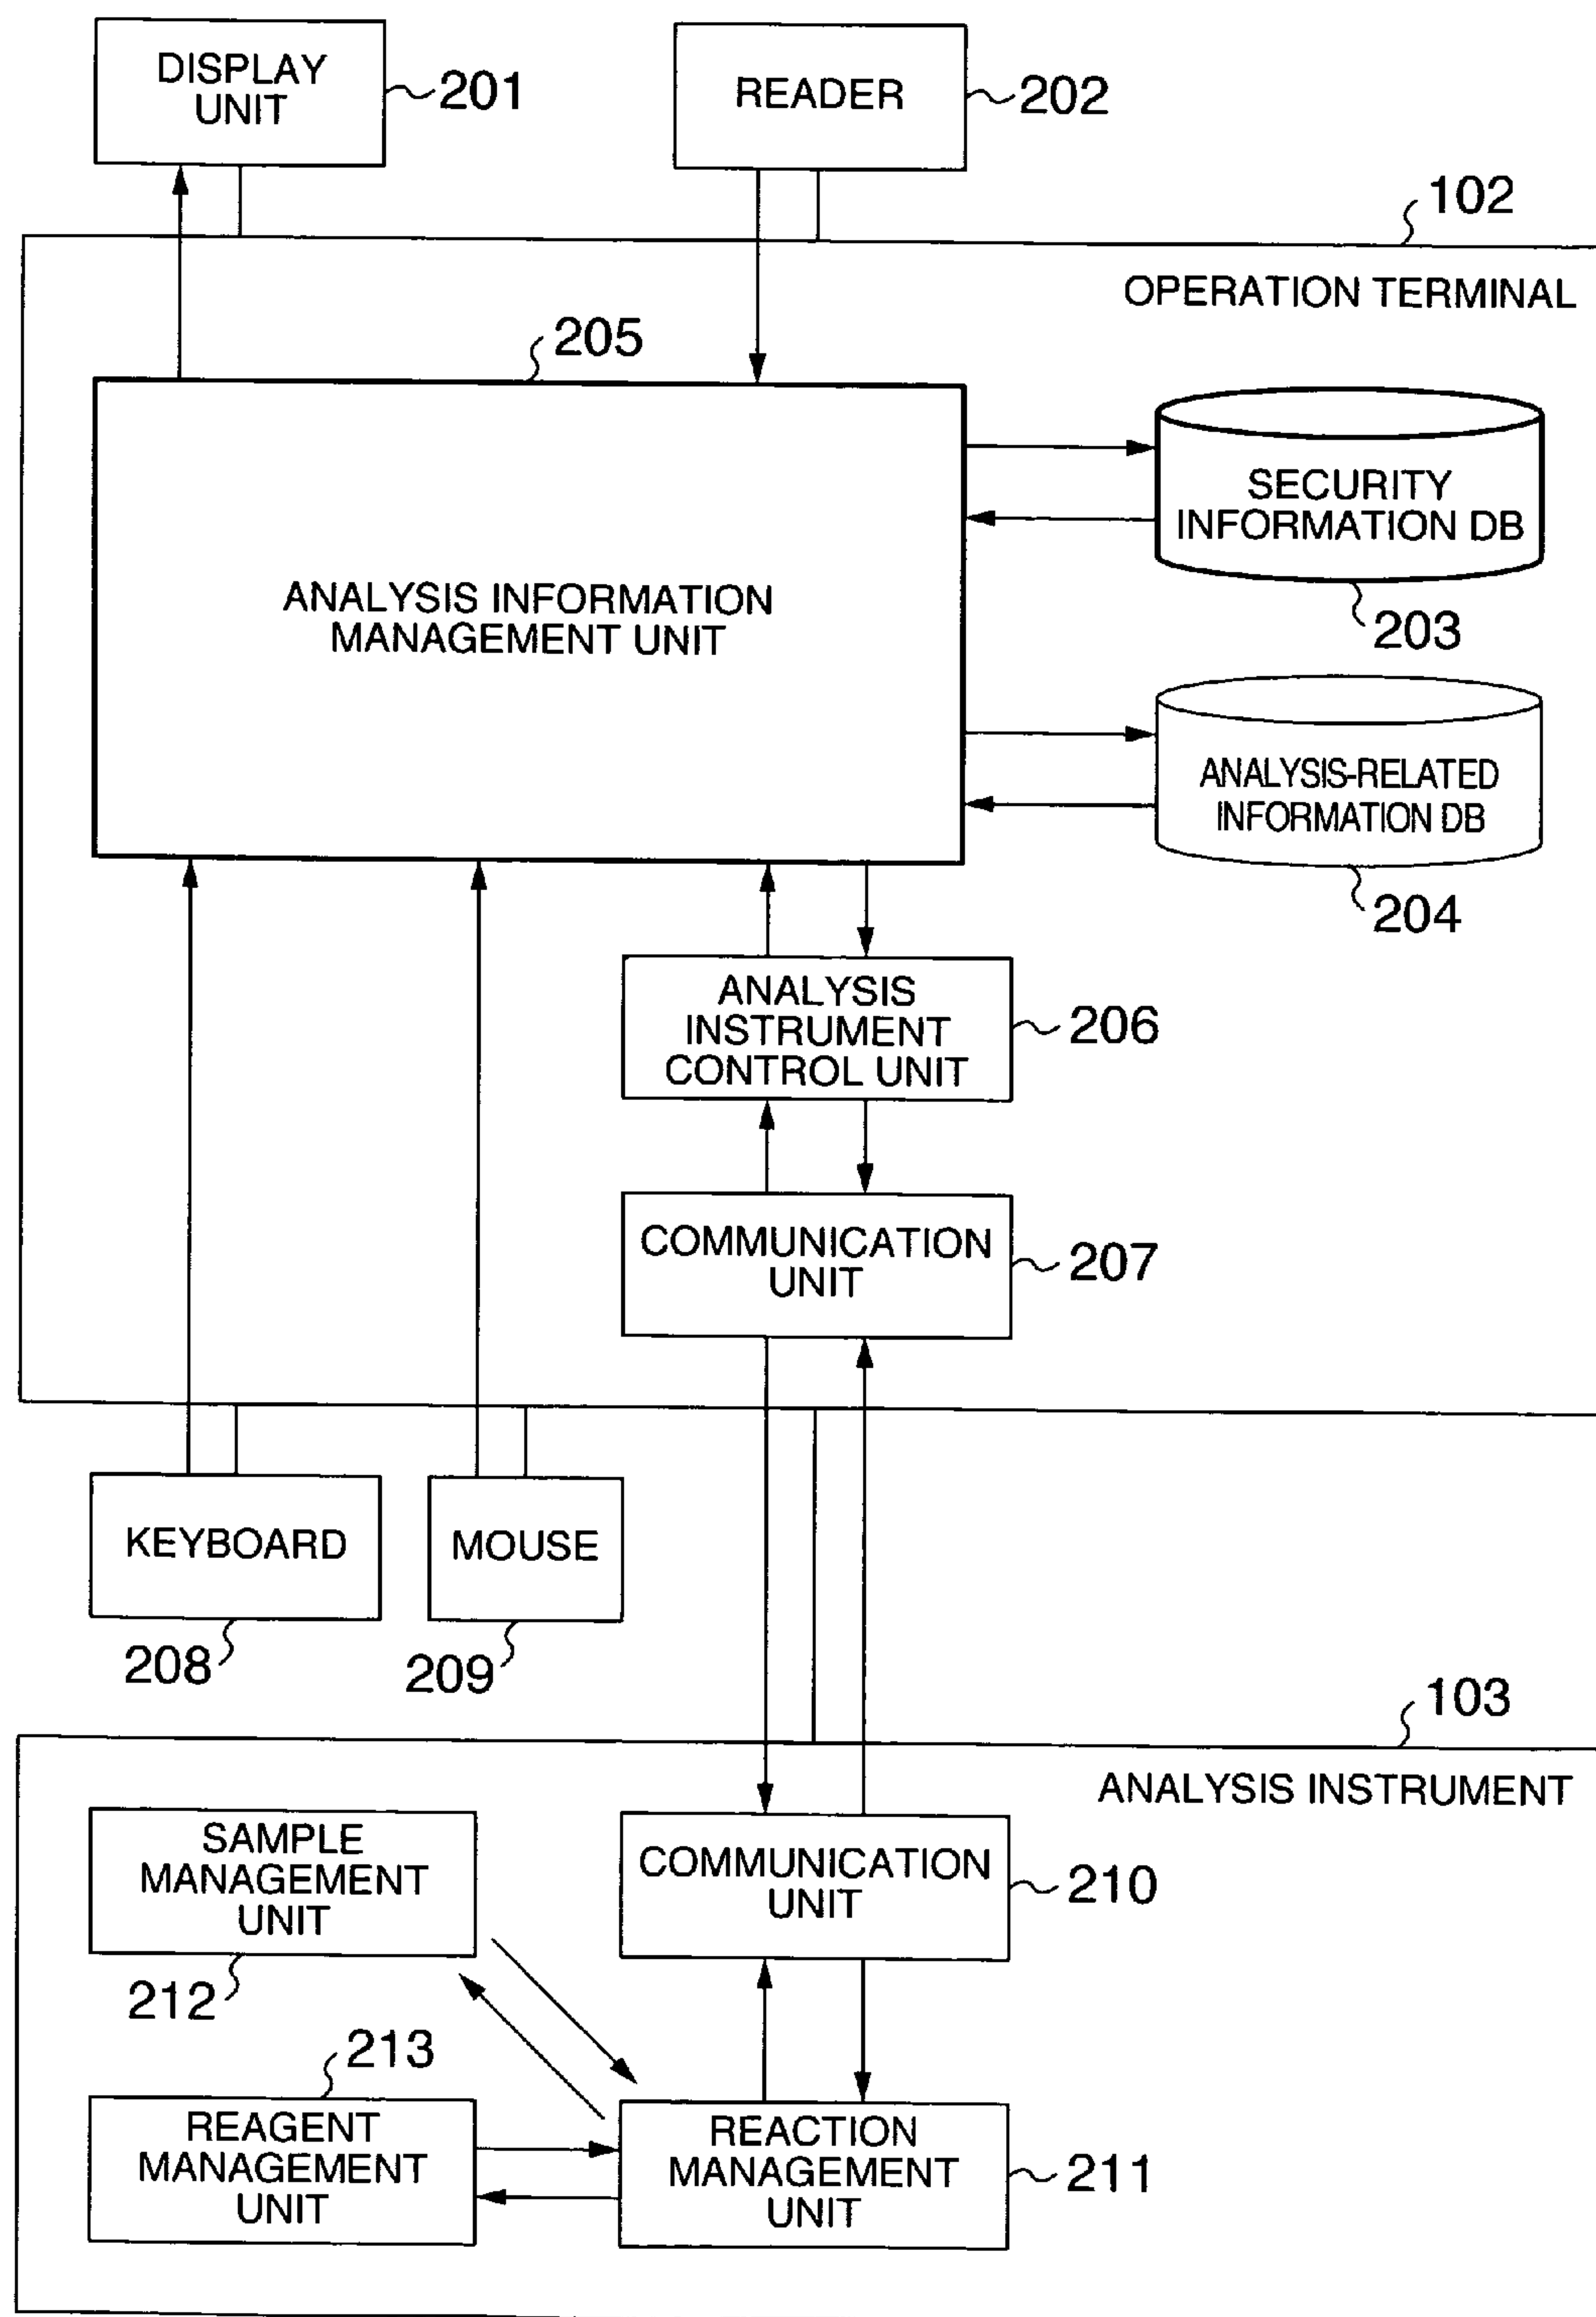 DISPLAY
UNIT
201
READER
202
102
OPERATION TERMINAL
205
ANALYSIS INFORMATION
MANAGEMENT UNIT
SECURITY
INFORMATION DB
203
ANALYSIS-RELATED
INFORMATION DB
204
ANALYSIS
INSTRUMENT
CONTROL UNIT
206
COMMUNICATION
UNIT
207
KEYBOARD
208
MOUSE
209
103
ANALYSIS INSTRUMENT
SAMPLE
MANAGEMENT
UNIT
212
COMMUNICATION
UNIT
210
213
REAGENT
MANAGEMENT
UNIT
REACTION
MANAGEMENT
UNIT
211